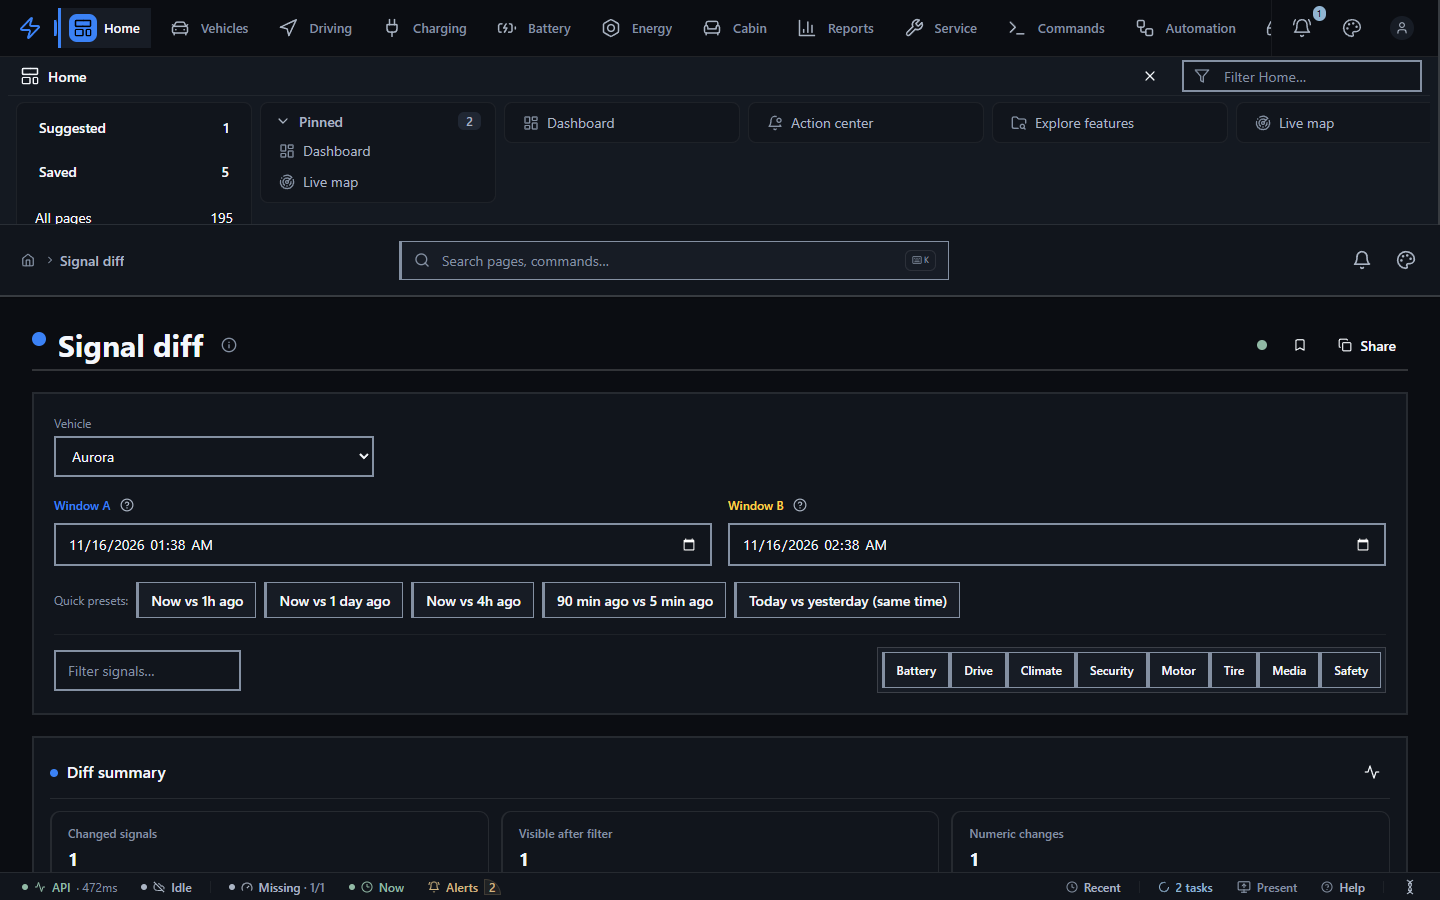 Home Vehicles Driving Charging Battery Energy Cabin Reports Service Commands Automation 1
Home Filter Home...
Suggested 1
Saved 5
All pages 195
Pinned 2
Dashboard
Live map
Dashboard
Action center
Explore features
Live map
Signal diff Search pages, commands... K
Signal diff Share
Vehicle
Aurora
Window A Window B
11/16/2026 01:38 AM 11/16/2026 02:38 AM
Quick presets: Now vs 1h ago Now vs 1 day ago Now vs 4h ago 90 min ago vs 5 min ago Today vs yesterday (same time)
Filter signals... Battery Drive Climate Security Motor Tire Media Safety
Diff summary
Changed signals Visible after filter Numeric changes
1 1 1
API · 472ms Idle Missing · 1/1 Now Alerts 2 Recent 2 tasks Present Help